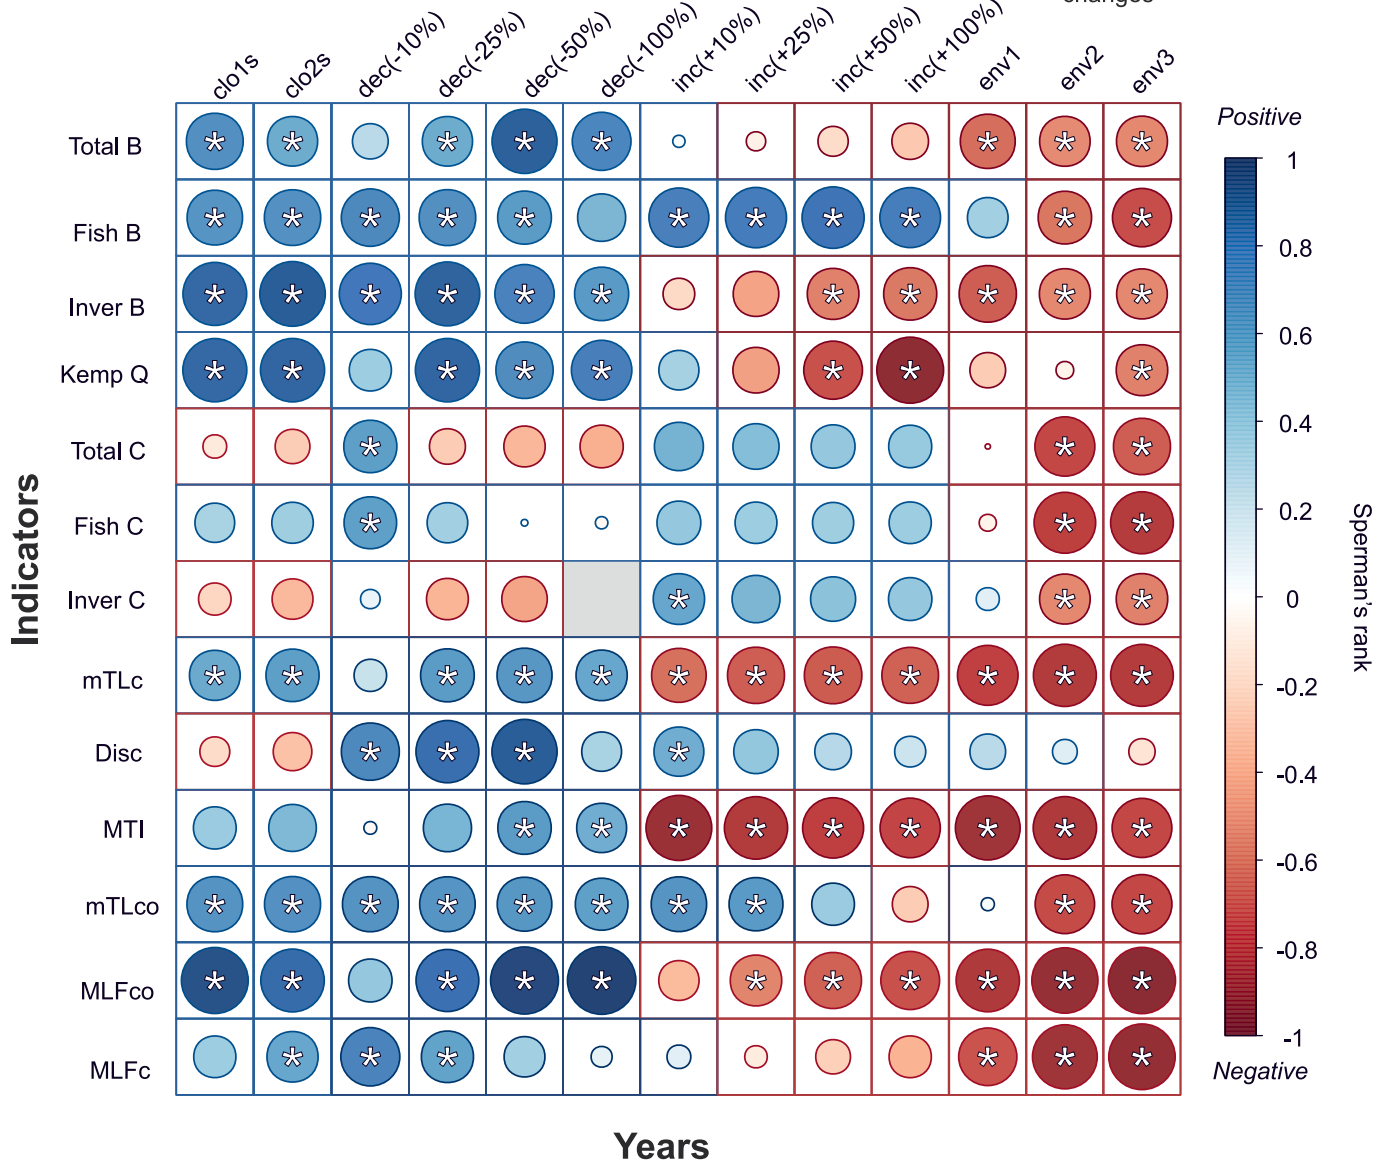 changes
clo1s
clo2s
dec(-10%)
dec(-25%)
dec(-50%)
dec(-100%)
inc(+10%)
inc(+25%)
inc(+50%)
inc(+100%)
env1
env2
env3
Total B
Fish B
Inver B
Kemp Q
Total C
Fish C
Inver C
mTLc
Disc
MTI
mTLco
MLFco
MLFc
Indicators
Years
Positive
1
0.8
0.6
0.4
0.2
0
-0.2
-0.4
-0.6
-0.8
-1
Negative
Sperman's rank